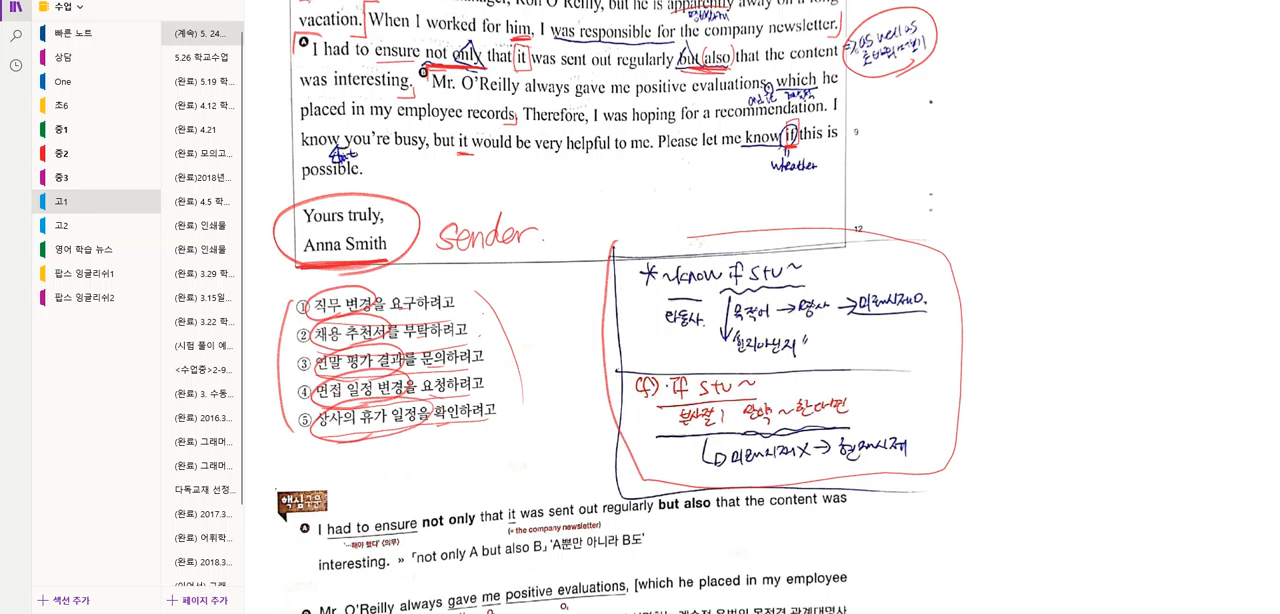 수업
빠른 노트
상담
One
초6
중1
중2
중3
고1
고2
영어 학습 뉴스
팝스 잉글리쉬1
팝스 잉글리쉬2
섹션 추가
(계속) 5. 24...
5.26 학교수업
(완료) 5.19 학...
(완료) 4.12 학...
(완료) 4.21
(완료) 모의고...
(완료)2018년...
(완료) 4.5 학...
(완료) 인쇄물
(완료) 인쇄물
(완료) 3.29 학...
(완료) 3.15일...
(완료) 3.22 학...
(시험 풀이 예...
<수업중>2-9...
(완료) 3. 수동...
(완료) 2016.3...
(완료) 그래머...
(완료) 그래머...
다독교재 선정...
(완료) 2017.3...
(완료) 어휘학...
(완료) 2018.3...
페이지 추가
Ron O'Reilly, but he is apparently away on a
vacation. When I worked for him, I was responsible for the company newsletter.
A I had to ensure not only that it was sent out regularly but also that the content
was interesting. B Mr. O'Reilly always gave me positive evaluations, which he
placed in my employee records. Therefore, I was hoping for a recommendation. I
know you're busy, but it would be very helpful to me. Please let me know if this is
possible.
as well as
and it
that
wheather
9
12
Yours truly,
Anna Smith
sender.
① 직무 변경을 요구하려고
② 채용 추천서를 부탁하려고
③ 연말 평가 결과를 문의하려고
④ 면접 일정 변경을 요청하려고
⑤ 상사의 휴가 일정을 확인하려고
* ~know if S+V ~
타동사. 목적어 → 명사 → 미래시제O.
"인지아닌지"
cf) · If S+V ~
부사절 만약 ~한다면
미래시제X → 현재시제
핵심구문
A I had to ensure not only that it was sent out regularly but also that the content was
'~해야 했다' <의무> (= the company newsletter)
interesting. » 「not only A but also B」 'A뿐만 아니라 B도'
Mr. O'Reilly always gave me positive evaluations, [which he placed in my employee